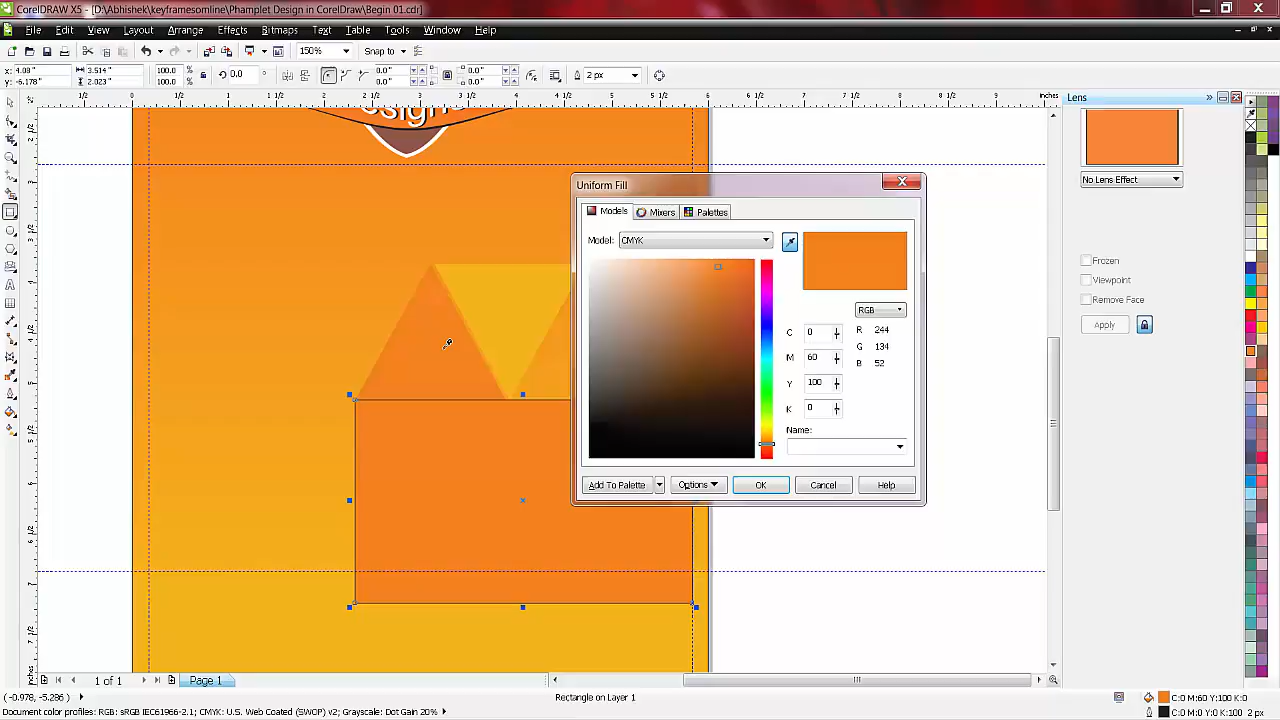 CorelDRAW X5 - [D:\Abhishek\keyframesonline\Phamplet Design in CorelDraw\Begin 01.cdr]
File Edit View Layout Arrange Effects Bitmaps Text Table Tools Window Help
150% Snap to
x: 4.08" 3.514" 100.0 % 0.0 ° 0.0" 0.0" 2 px
y: -6.178" 2.023" 100.0 % 0.0" 0.0"
inches
Lens
No Lens Effect
Frozen
Viewpoint
Remove Face
Apply
Uniform Fill
Models Mixers Palettes
Model: CMYK
RGB
C 0 R 244
M 60 G 134
Y 100 B 52
K 0
Name:
Add To Palette Options OK Cancel Help
1 of 1 Page 1
(-0.978, -5.286) Rectangle on Layer 1 C:0 M:60 Y:100 K:0
Document color profiles: RGB: sRGB IEC61966-2.1; CMYK: U.S. Web Coated (SWOP) v2; Grayscale: Dot Gain 20% C:0 M:0 Y:0 K:100 2 px